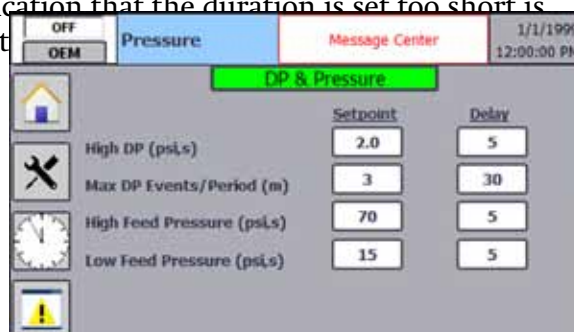 cation that the duration is set too short is
t
OFF
OEM
Pressure
Message Center
1/1/1999
12:00:00 PM
DP & Pressure
Setpoint Delay
High DP (psi,s) 2.0 5
Max DP Events/Period (m) 3 30
High Feed Pressure (psi,s) 70 5
Low Feed Pressure (psi,s) 15 5